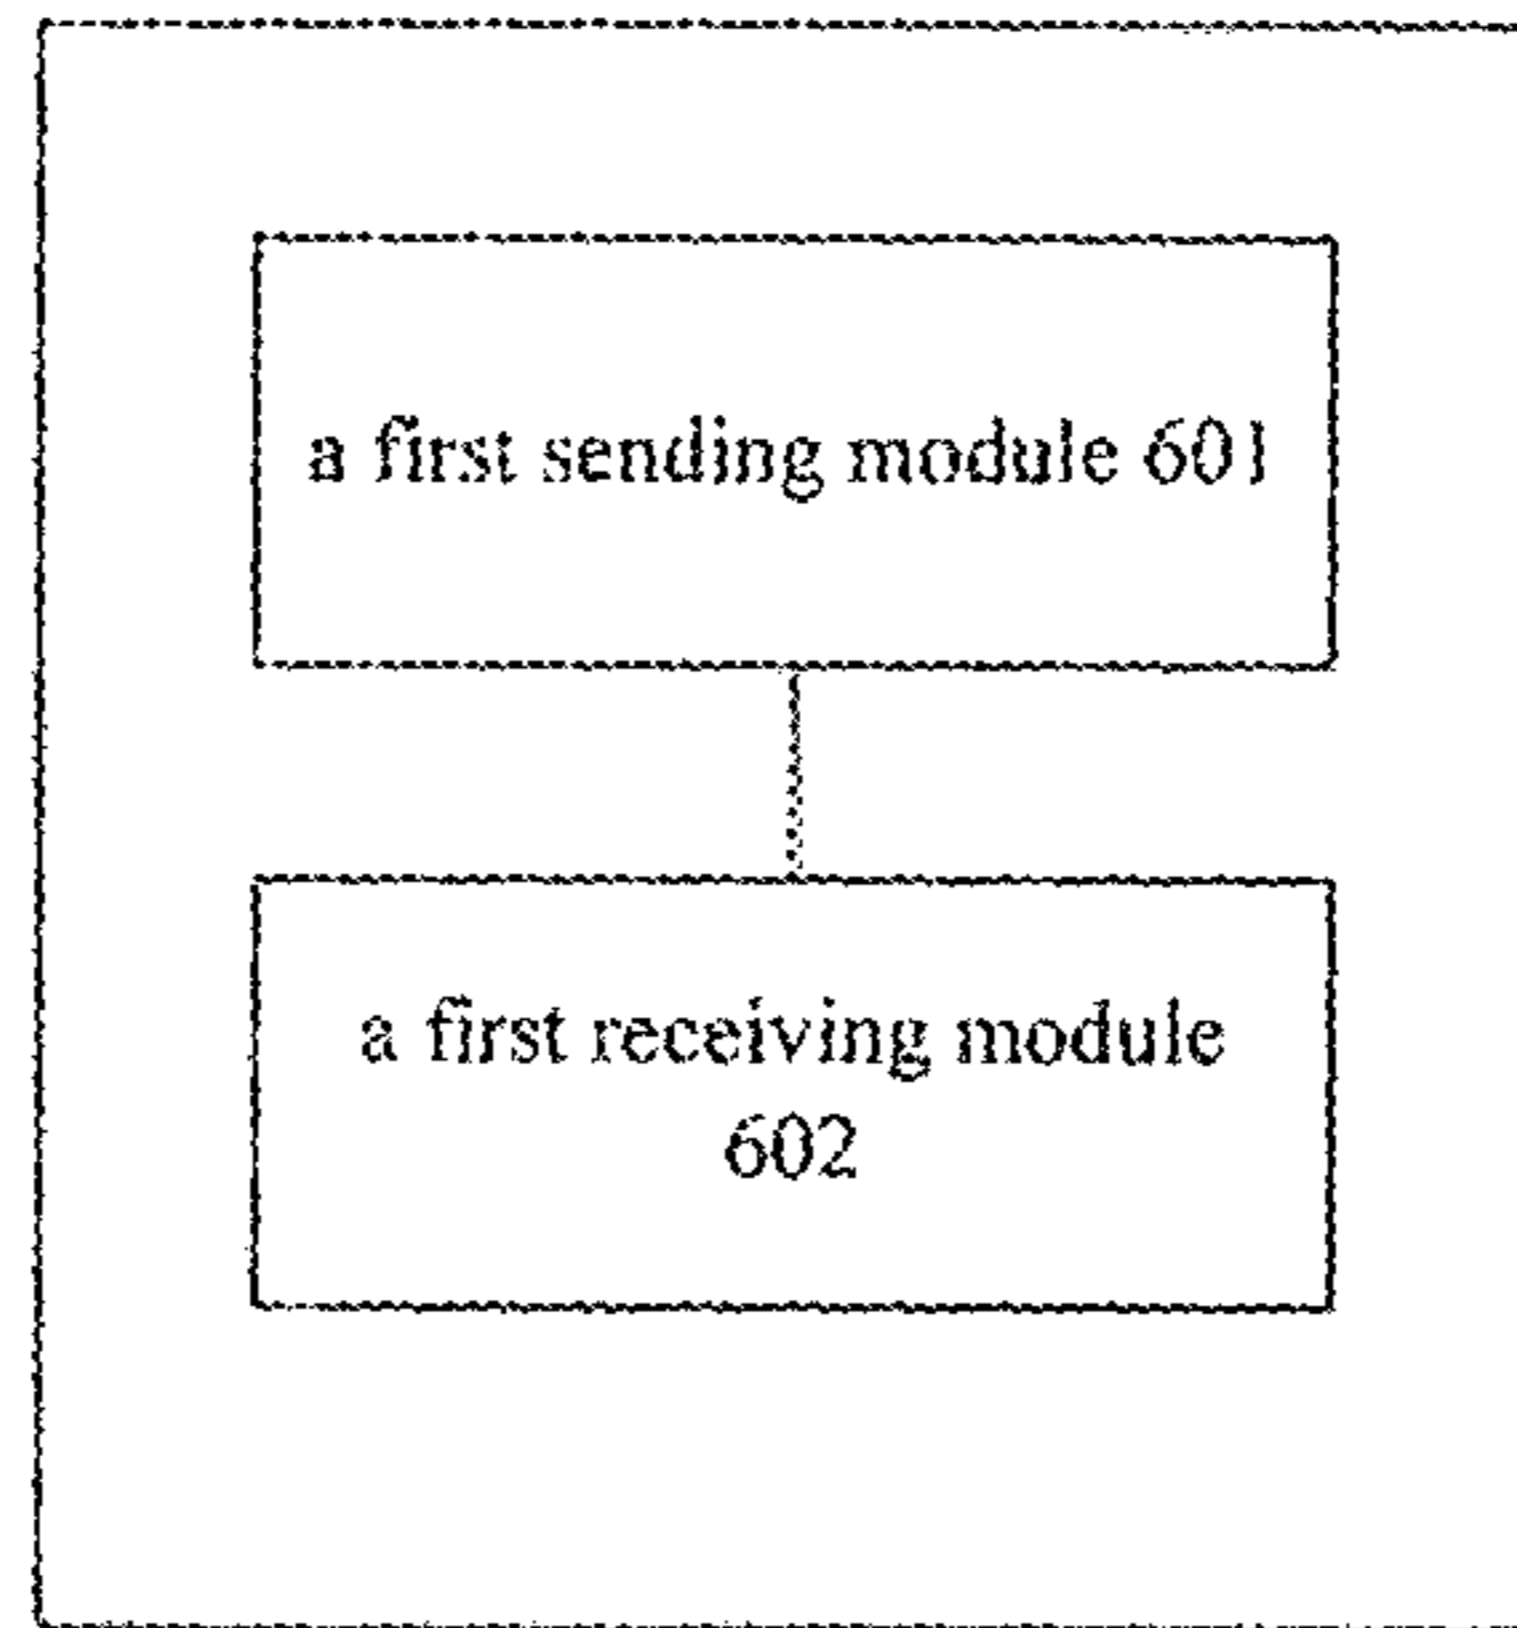 a first sending module 601
a first receiving module
602